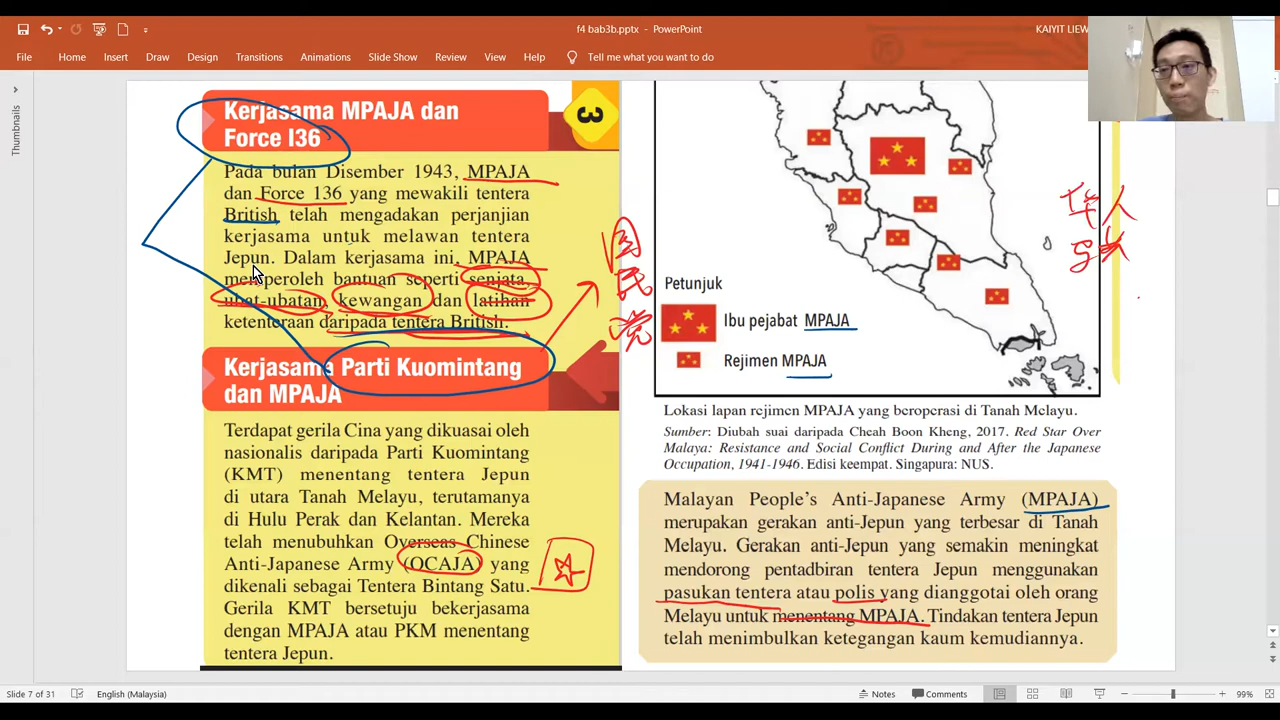 f4 bab3b.pptx - PowerPoint
KAIYIT LIEW
File Home Insert Draw Design Transitions Animations Slide Show Review View Help Tell me what you want to do
Thumbnails
Kerjasama MPAJA dan
Force I36
3
Pada bulan Disember 1943, MPAJA
dan Force 136 yang mewakili tentera
British telah mengadakan perjanjian
kerjasama untuk melawan tentera
Jepun. Dalam kerjasama ini, MPAJA
memperoleh bantuan seperti senjata,
ubat-ubatan, kewangan dan latihan
ketenteraan daripada tentera British.
Kerjasama Parti Kuomintang
dan MPAJA
Terdapat gerila Cina yang dikuasai oleh
nasionalis daripada Parti Kuomintang
(KMT) menentang tentera Jepun
di utara Tanah Melayu, terutamanya
di Hulu Perak dan Kelantan. Mereka
telah menubuhkan Overseas Chinese
Anti-Japanese Army (OCAJA) yang
dikenali sebagai Tentera Bintang Satu.
Gerila KMT bersetuju bekerjasama
dengan MPAJA atau PKM menentang
tentera Jepun.
国民党
华人
Petunjuk
Ibu pejabat MPAJA
Rejimen MPAJA
Lokasi lapan rejimen MPAJA yang beroperasi di Tanah Melayu.
Sumber: Diubah suai daripada Cheah Boon Kheng, 2017. Red Star Over
Malaya: Resistance and Social Conflict During and After the Japanese
Occupation, 1941-1946. Edisi keempat. Singapura: NUS.
Malayan People's Anti-Japanese Army (MPAJA)
merupakan gerakan anti-Jepun yang terbesar di Tanah
Melayu. Gerakan anti-Jepun yang semakin meningkat
mendorong pentadbiran tentera Jepun menggunakan
pasukan tentera atau polis yang dianggotai oleh orang
Melayu untuk menentang MPAJA. Tindakan tentera Jepun
telah menimbulkan ketegangan kaum kemudiannya.
Slide 7 of 31 English (Malaysia) Notes Comments 99%